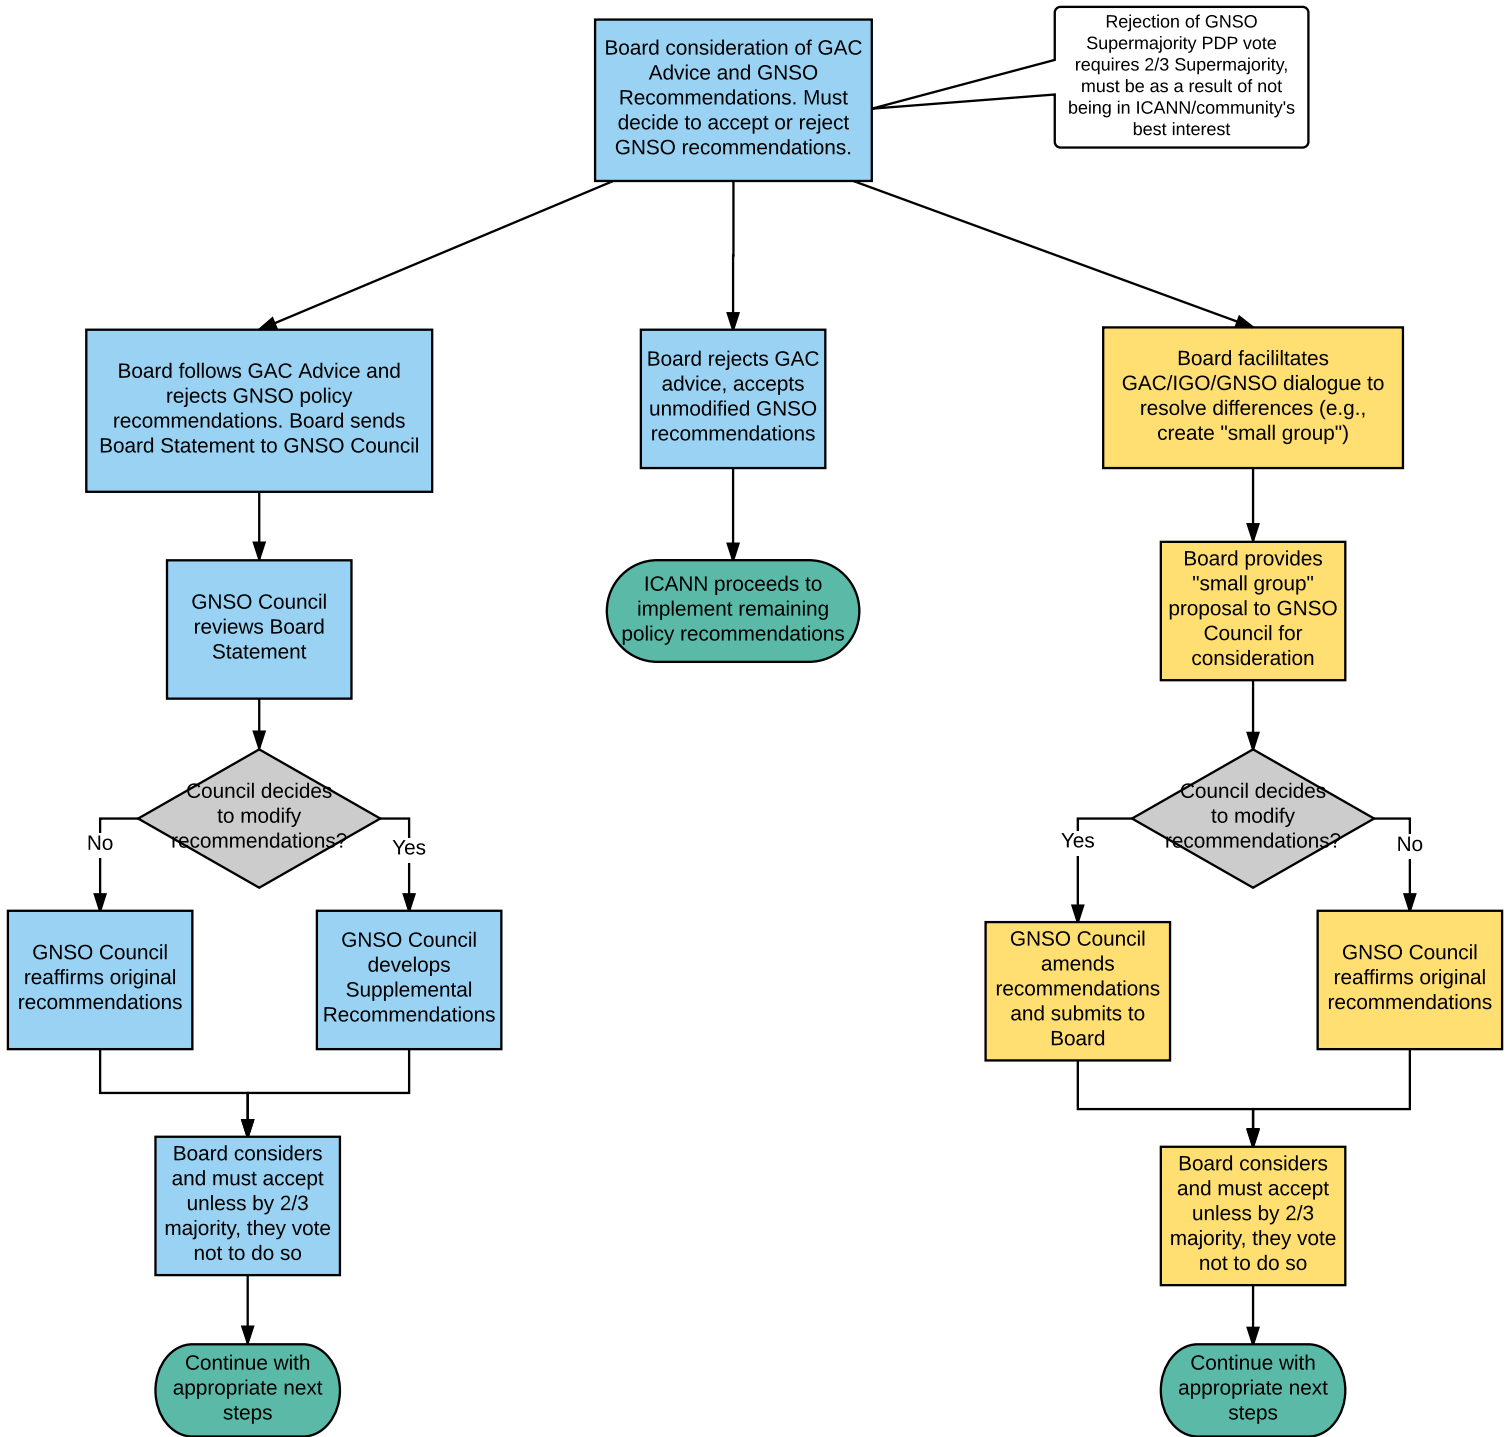 Board consideration of GAC
Advice and GNSO
Recommendations. Must
decide to accept or reject
GNSO recommendations.
Rejection of GNSO
Supermajority PDP vote
requires 2/3 Supermajority,
must be as a result of not
being in ICANN/community's
best interest
Board follows GAC Advice and
rejects GNSO policy
recommendations. Board sends
Board Statement to GNSO Council
Board rejects GAC
advice, accepts
unmodified GNSO
recommendations
Board facililtates
GAC/IGO/GNSO dialogue to
resolve differences (e.g.,
create "small group")
GNSO Council
reviews Board
Statement
ICANN proceeds to
implement remaining
policy recommendations
Board provides
"small group"
proposal to GNSO
Council for
consideration
Council decides
to modify
recommendations?
No
Yes
Council decides
to modify
recommendations?
Yes
No
GNSO Council
reaffirms original
recommendations
GNSO Council
develops
Supplemental
Recommendations
GNSO Council
amends
recommendations
and submits to
Board
GNSO Council
reaffirms original
recommendations
Board considers
and must accept
unless by 2/3
majority, they vote
not to do so
Board considers
and must accept
unless by 2/3
majority, they vote
not to do so
Continue with
appropriate next
steps
Continue with
appropriate next
steps